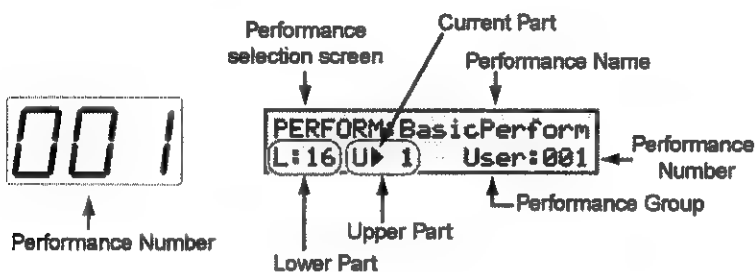 Performance
selection screen
Current Part
Performance Name
001
PERFORM:BasicPerform
L:16 U▶ 1 User:001
Performance
Number
Performance Group
Upper Part
Lower Part
Performance Number